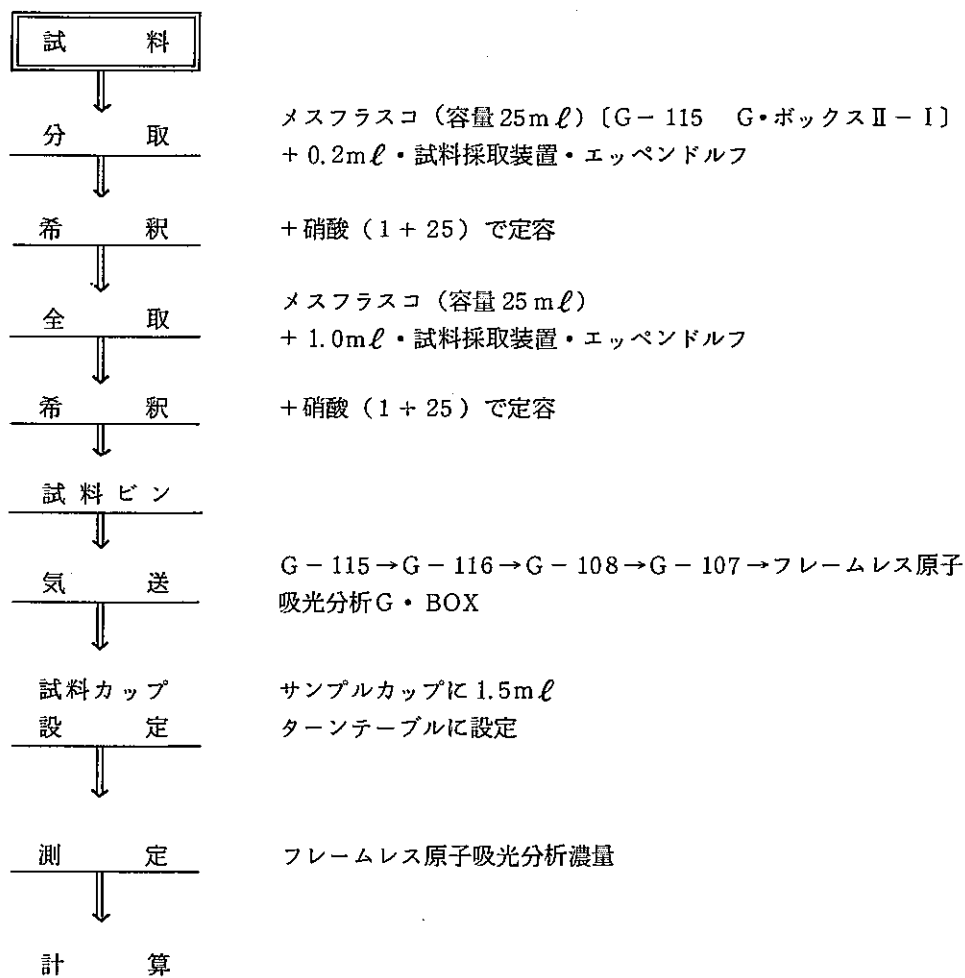 試料
分取
メスフラスコ（容量25mℓ）〔G－115　G・ボックスⅡ－Ⅰ〕
＋0.2mℓ・試料採取装置・エッペンドルフ
希釈
＋硝酸（1＋25）で定容
全取
メスフラスコ（容量25mℓ）
＋1.0mℓ・試料採取装置・エッペンドルフ
希釈
＋硝酸（1＋25）で定容
試料ビン
気送
G－115→G－116→G－108→G－107→フレームレス原子
吸光分析G・BOX
試料カップ
サンプルカップに1.5mℓ
設定
ターンテーブルに設定
測定
フレームレス原子吸光分析濃量
計算